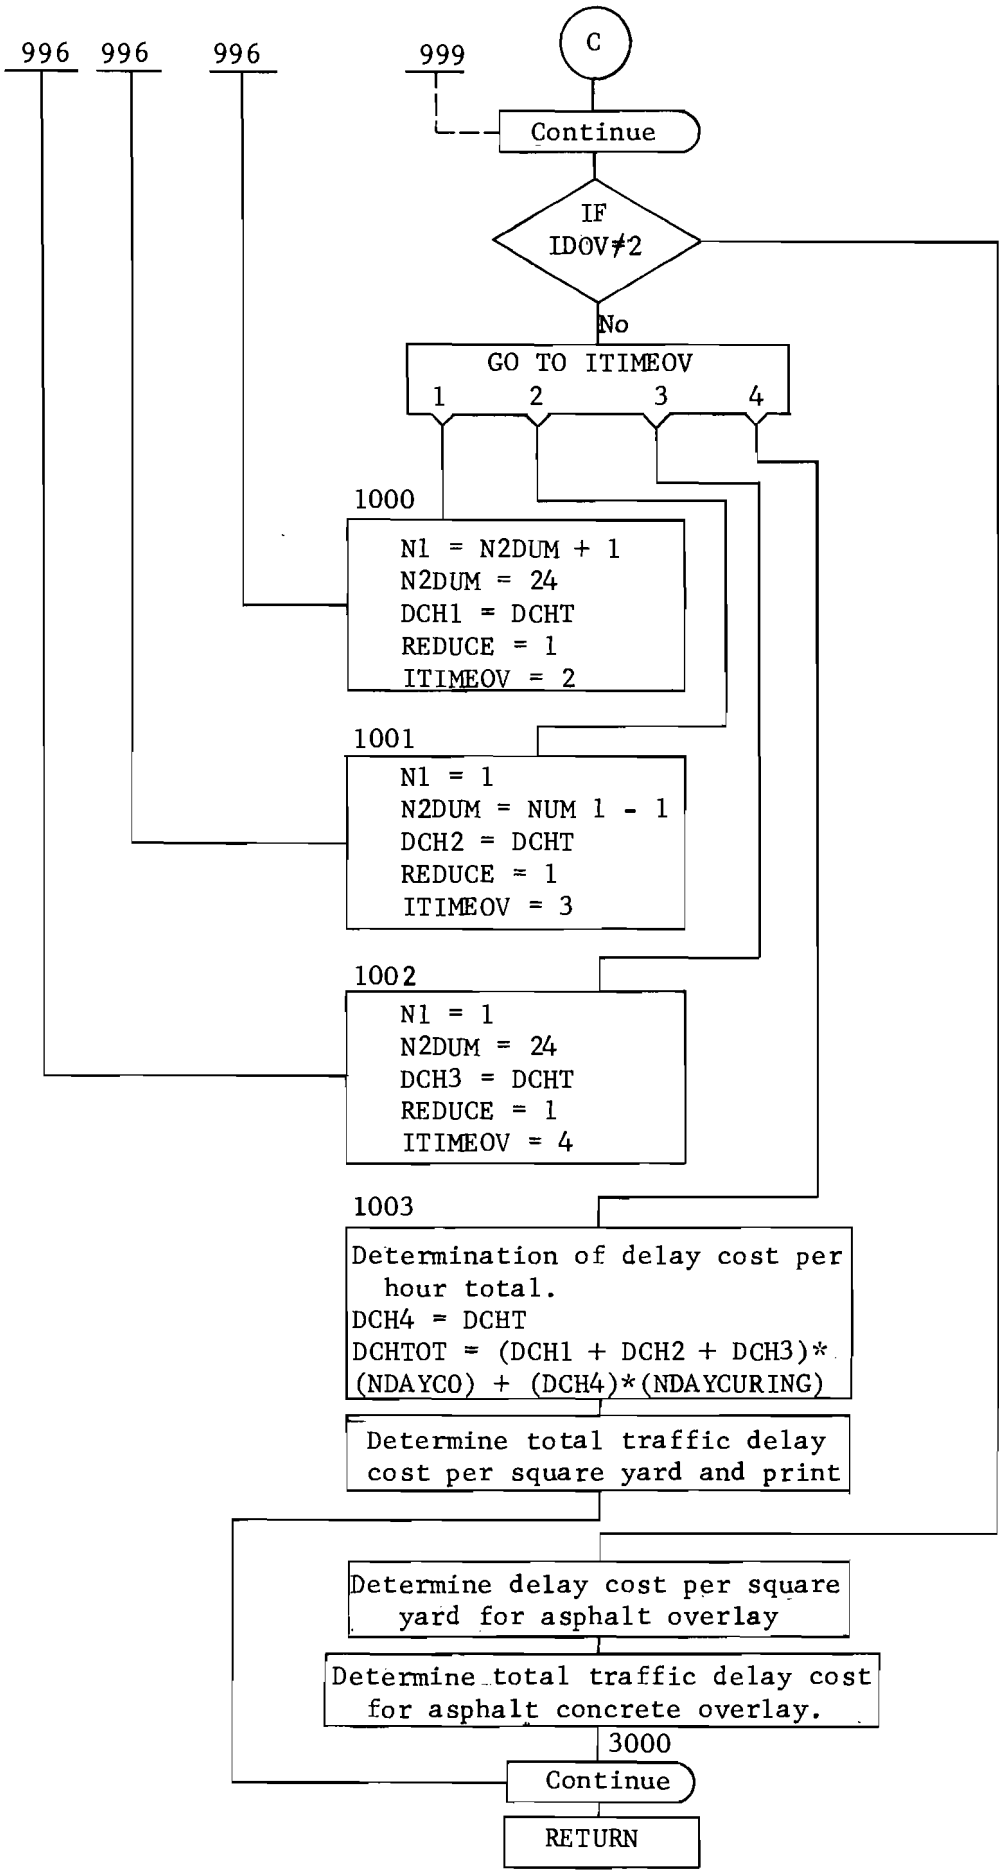 996 996 996 999
C
Continue
IF
IDOV≠2
No
GO TO ITIMEOV
1 2 3 4
1000
N1 = N2DUM + 1
N2DUM = 24
DCH1 = DCHT
REDUCE = 1
ITIMEOV = 2
1001
N1 = 1
N2DUM = NUM 1 - 1
DCH2 = DCHT
REDUCE = 1
ITIMEOV = 3
1002
N1 = 1
N2DUM = 24
DCH3 = DCHT
REDUCE = 1
ITIMEOV = 4
1003
Determination of delay cost per
hour total.
DCH4 = DCHT
DCHTOT = (DCH1 + DCH2 + DCH3)*
(NDAYCO) + (DCH4)*(NDAYCURING)
Determine total traffic delay
cost per square yard and print
Determine delay cost per square
yard for asphalt overlay
Determine total traffic delay cost
for asphalt concrete overlay.
3000
Continue
RETURN